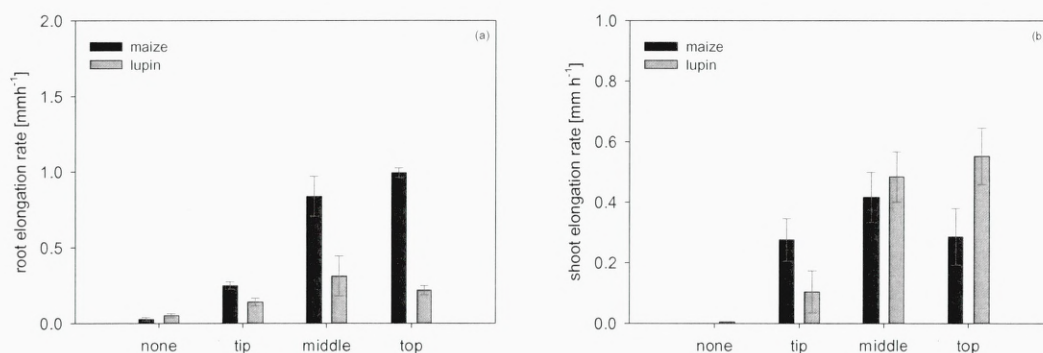 (a)
maize
lupin
root elongation rate [mmh-1]
2.0
1.5
1.0
0.5
0.0
none tip middle top
(b
maize
lupin
shoot elongation rate [mm h-1]
1.0
0.8
0.6
0.4
0.2
0.0
none tip middle top